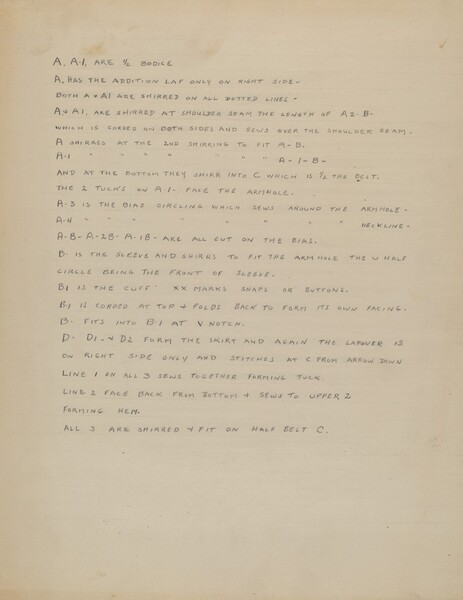 A, A-1, ARE ½ BODICE
A, HAS THE ADDITION LAP ONLY ON RIGHT SIDE-
BOTH A & A1 ARE SHIRRED ON ALL DOTTED LINES-
A & A1, ARE SHIRRED AT SHOULDER SEAM THE LENGTH OF A2-B-
WHICH IS CORDED ON BOTH SIDES AND SEWS OVER THE SHOULDER SEAM.
A SHIRRES AT THE 2ND SHIRRING TO FIT A-B.
A-1 " " " " " " " A-1-B-
AND AT THE BOTTOM THEY SHIRR INTO C WHICH IS ½ THE BELT.
THE 2 TUCK'S ON A-1- FACE THE ARMHOLE.
A-3 IS THE BIAS CIRCLING WHICH SEWS AROUND THE ARMHOLE-
A-4 " " " " " " " " NECKLINE-
A-B- A-2B- A-1B- ARE ALL CUT ON THE BIAS.
B- IS THE SLEEVE AND SHIRRS TO FIT THE ARMHOLE THE U HALF
CIRCLE BEING THE FRONT OF SLEEVE.
B1 IS THE CUFF XX MARKS SNAPS OR BUTTONS.
B1 IS CORDED AT TOP & FOLDS BACK TO FORM ITS OWN FACING.
B- FITS INTO B-1 AT V NOTCH.
D- D1- & D2 FORM THE SKIRT AND AGAIN THE LAPOVER IS
ON RIGHT SIDE ONLY AND STITCHES AT C FROM ARROW DOWN
LINE 1 ON ALL 3 SEWS TOGETHER FORMING TUCK.
LINE 2 FACE BACK FROM BOTTOM & SEWS TO UPPER 2
FORMING HEM.
ALL 3 ARE SHIRRED & FIT ON HALF BELT C.